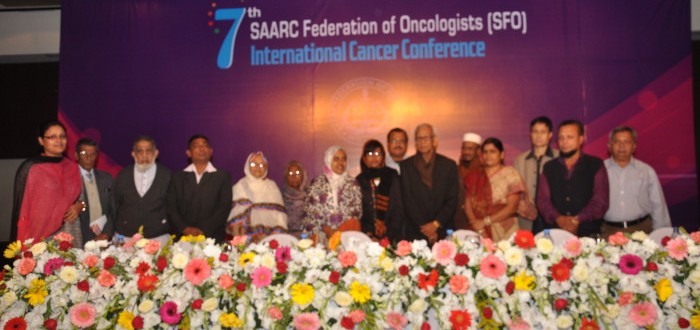 7th
SAARC Federation of Oncologists (SFO)
International Cancer Conference